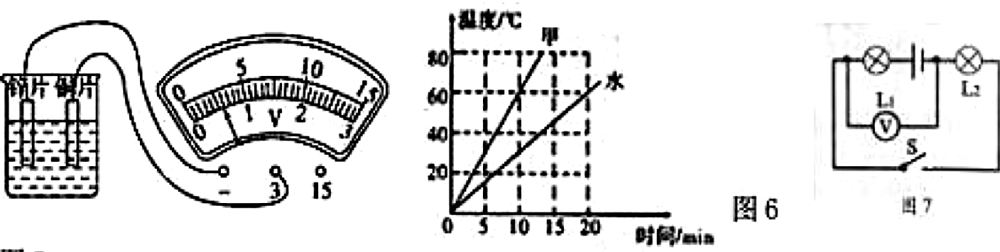 锌片 铜片
0 5 10 15
0 1 V 2 3
- 3 15
温度/℃
甲
80
水
60
40
20
0 5 10 15 20
时间/min
图6
L₁
L₂
V
S
图7